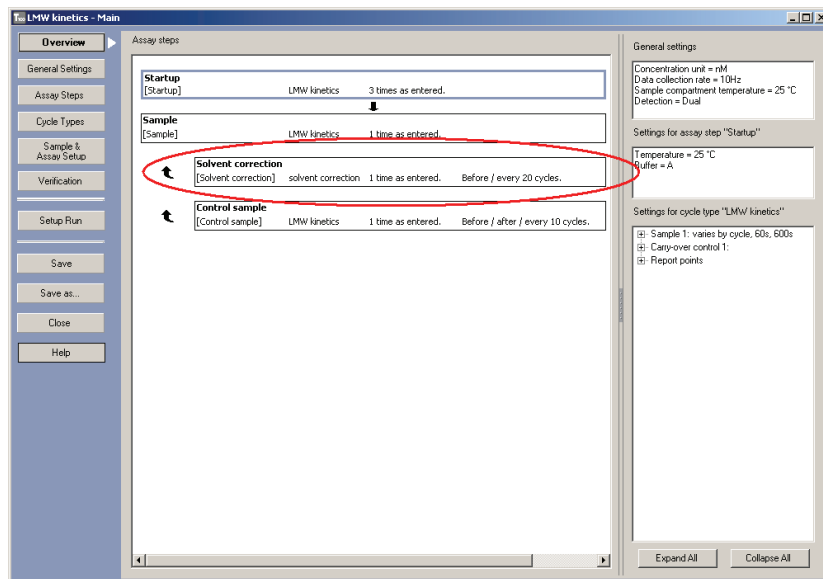 T100 LMW kinetics - Main
Overview
General Settings
Assay Steps
Cycle Types
Sample &
Assay Setup
Verification
Setup Run
Save
Save as...
Close
Help
Assay steps
Startup
[Startup] LMW kinetics 3 times as entered.
Sample
[Sample] LMW kinetics 1 time as entered.
Solvent correction
[Solvent correction] solvent correction 1 time as entered. Before / every 20 cycles.
Control sample
[Control sample] LMW kinetics 1 time as entered. Before / after / every 10 cycles.
General settings
Concentration unit = nM
Data collection rate = 10Hz
Sample compartment temperature = 25 °C
Detection = Dual
Settings for assay step "Startup"
Temperature = 25 °C
Buffer = A
Settings for cycle type "LMW kinetics"
Sample 1: varies by cycle, 60s, 600s
Carry-over control 1:
Report points
Expand All
Collapse All